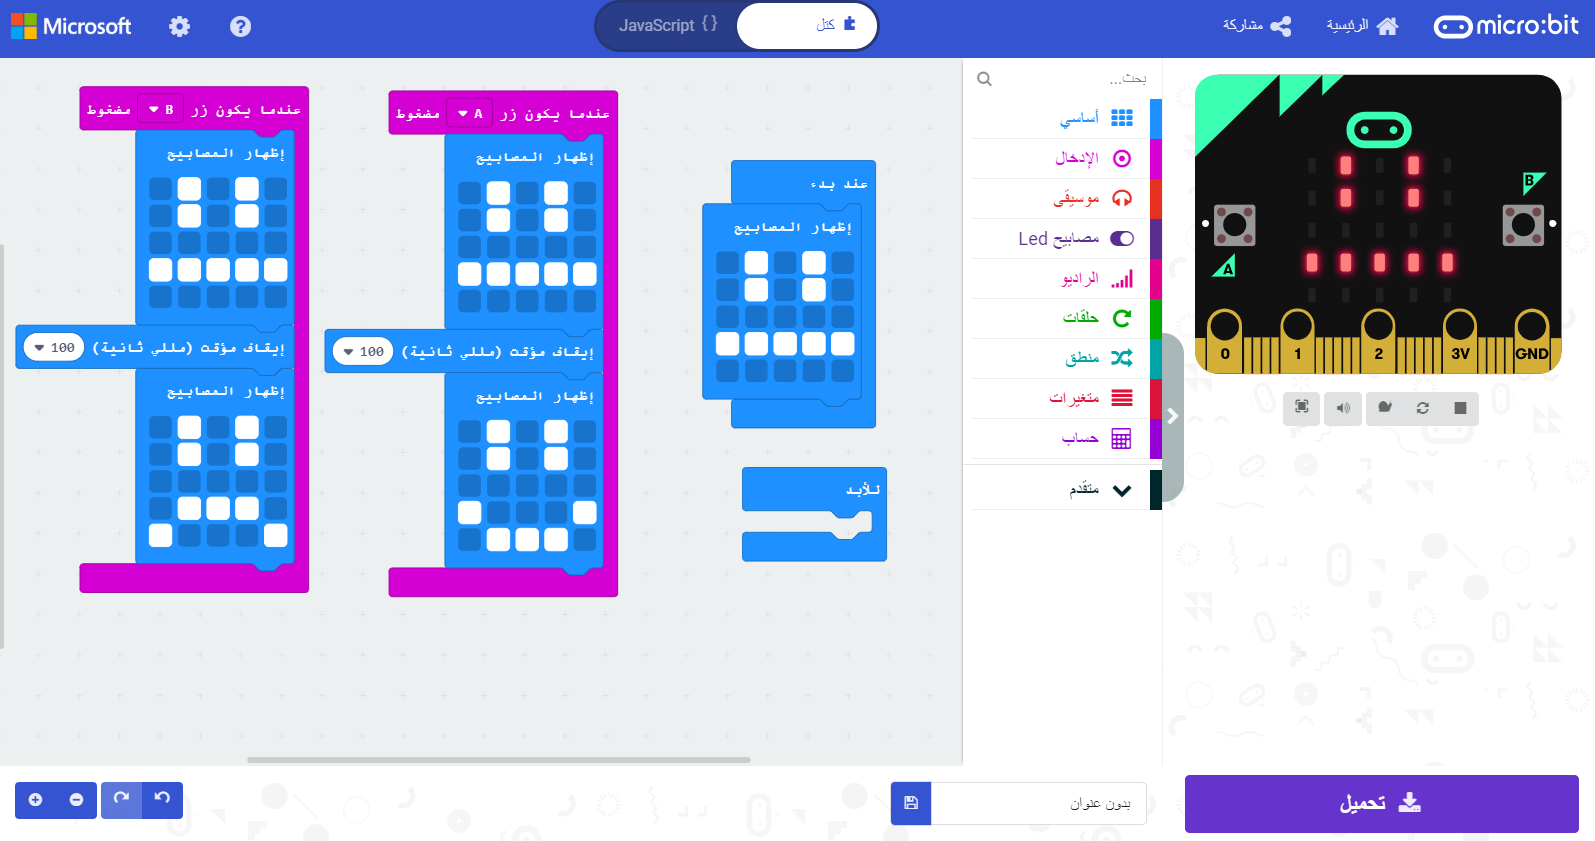 micro:bit
الرئيسية
مشاركة
كتل
JavaScript {}
Microsoft
بحث...
أساسي
الإدخال
موسيقى
مصابيح Led
الراديو
حلقات
منطق
متغيرات
حساب
متقدم
B
A
0 1 2 3V GND
عند بدء
إظهار المصابيح
للأبد
عندما يكون زر A مضغوط
إظهار المصابيح
إيقاف مؤقت (مللي ثانية) 100
إظهار المصابيح
عندما يكون زر B مضغوط
إظهار المصابيح
إيقاف مؤقت (مللي ثانية) 100
إظهار المصابيح
تحميل
بدون عنوان